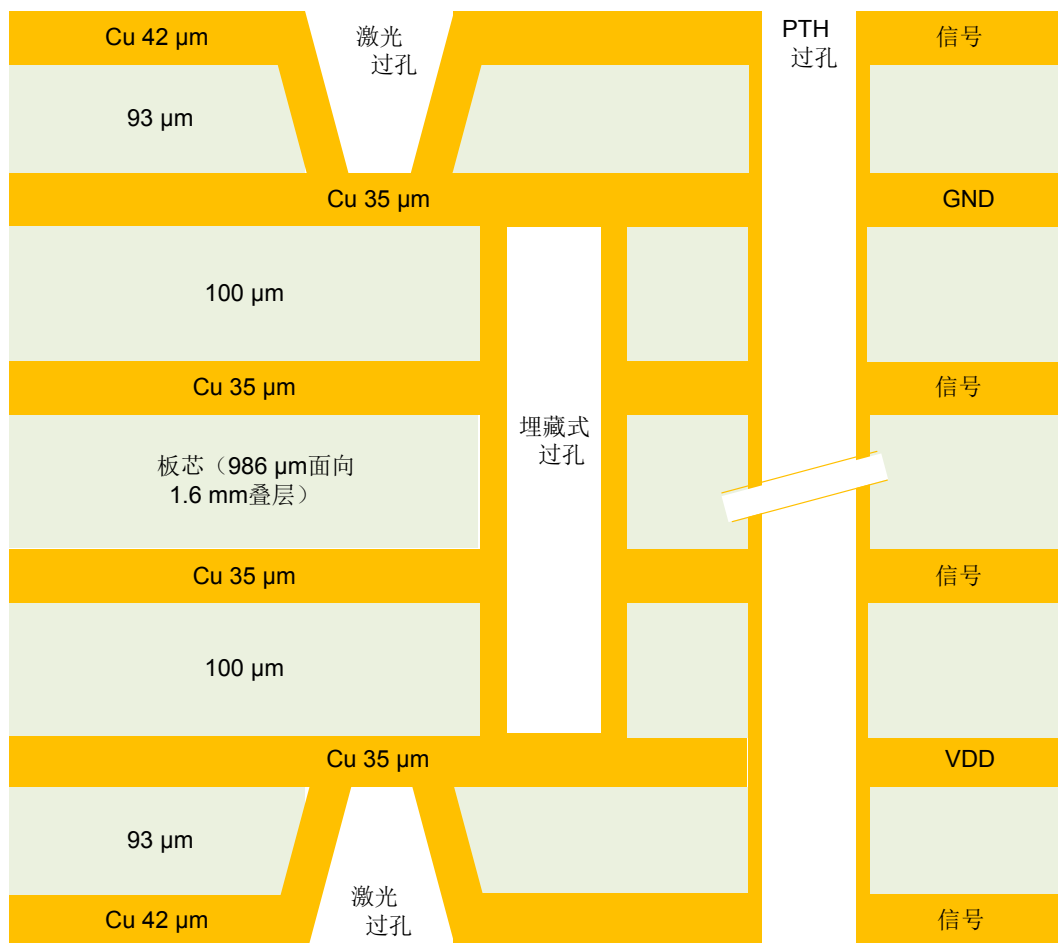 Cu 42 µm
激光
过孔
PTH
过孔
信号
93 µm
Cu 35 µm
GND
100 µm
Cu 35 µm
信号
埋藏式
过孔
板芯（986 µm面向
1.6 mm叠层）
Cu 35 µm
信号
100 µm
Cu 35 µm
VDD
93 µm
激光
过孔
Cu 42 µm
信号